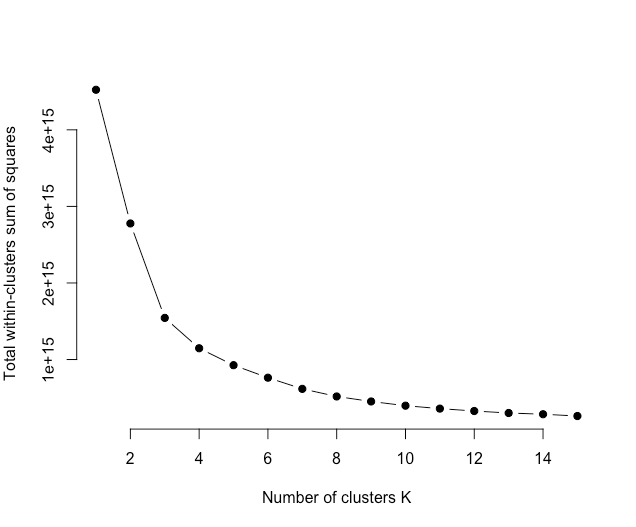 Total within-clusters sum of squares
4e+15
3e+15
2e+15
1e+15
2 4 6 8 10 12 14
Number of clusters K